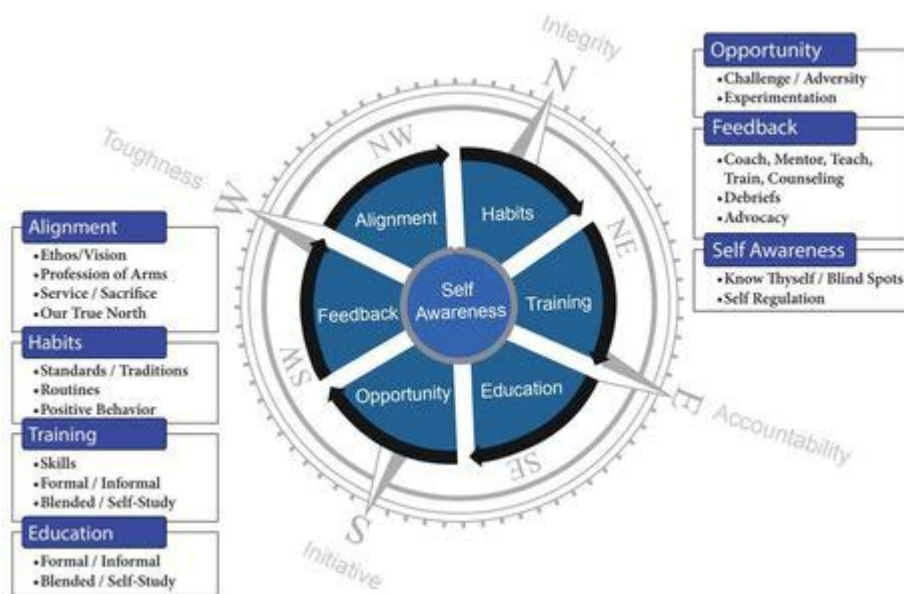 Integrity
N
Toughness
NW
W
Alignment
Habits
NE
Self
Awareness
Feedback
Training
SW
Opportunity
Education
E
Accountability
SE
S
Initiative
Alignment
•Ethos/Vision
•Profession of Arms
•Service / Sacrifice
•Our True North
Habits
•Standards / Traditions
•Routines
•Positive Behavior
Training
•Skills
•Formal / Informal
•Blended / Self-Study
Education
•Formal / Informal
•Blended / Self-Study
Opportunity
•Challenge / Adversity
•Experimentation
Feedback
•Coach, Mentor, Teach,
Train, Counseling
•Debriefs
•Advocacy
Self Awareness
•Know Thyself / Blind Spots
•Self Regulation